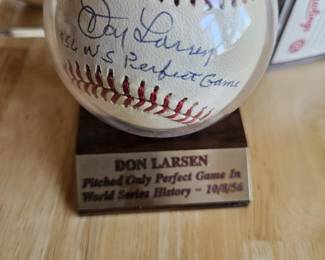 Don Larsen
WS Perfect Game
DON LARSEN
Pitched Only Perfect Game In
World Series History ~ 10/8/56